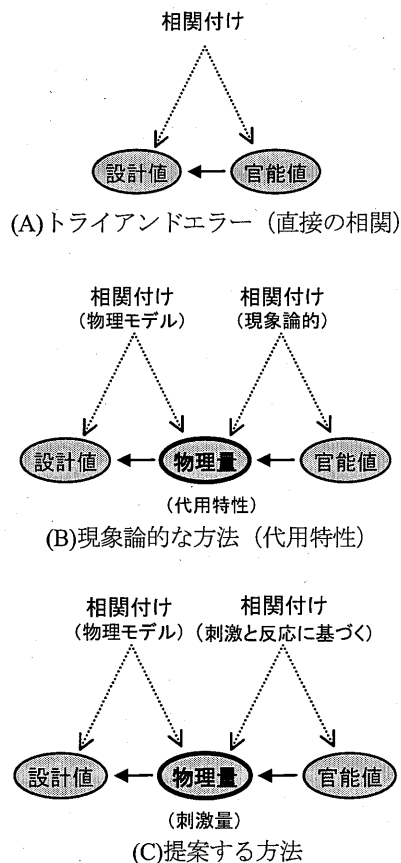 相関付け
設計値 官能値
(A)トライアンドエラー（直接の相関）
相関付け 相関付け
(物理モデル) (現象論的)
設計値 物理量 官能値
(代用特性)
(B)現象論的な方法（代用特性）
相関付け 相関付け
(物理モデル) (刺激と反応に基づく)
設計値 物理量 官能値
(刺激量)
(C)提案する方法